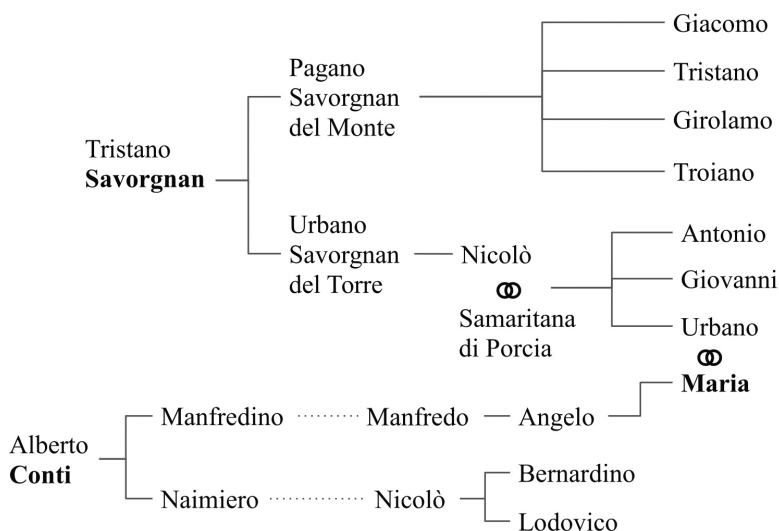 Giacomo
Pagano
Savorgnan
del Monte
Tristano
Girolamo
Troiano
Tristano
Savorgnan
Urbano
Savorgnan
del Torre
Nicolò
Samaritana
di Porcia
Antonio
Giovanni
Urbano
Maria
Alberto
Conti
Manfredino
Manfredo
Angelo
Naimiero
Nicolò
Bernardino
Lodovico